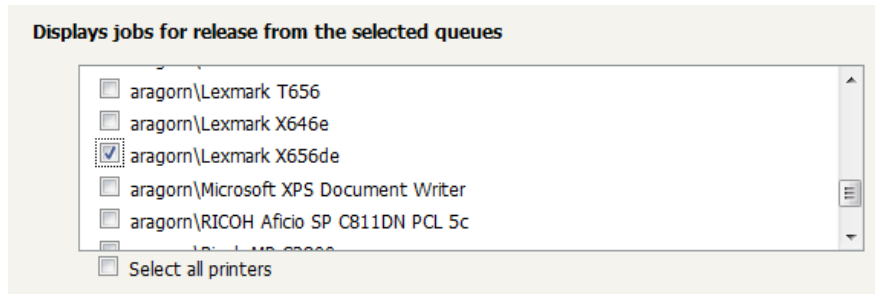 Displays jobs for release from the selected queues
aragorn\Lexmark T656
aragorn\Lexmark X646e
aragorn\Lexmark X656de
aragorn\Microsoft XPS Document Writer
aragorn\RICOH Aficio SP C811DN PCL 5c
Select all printers